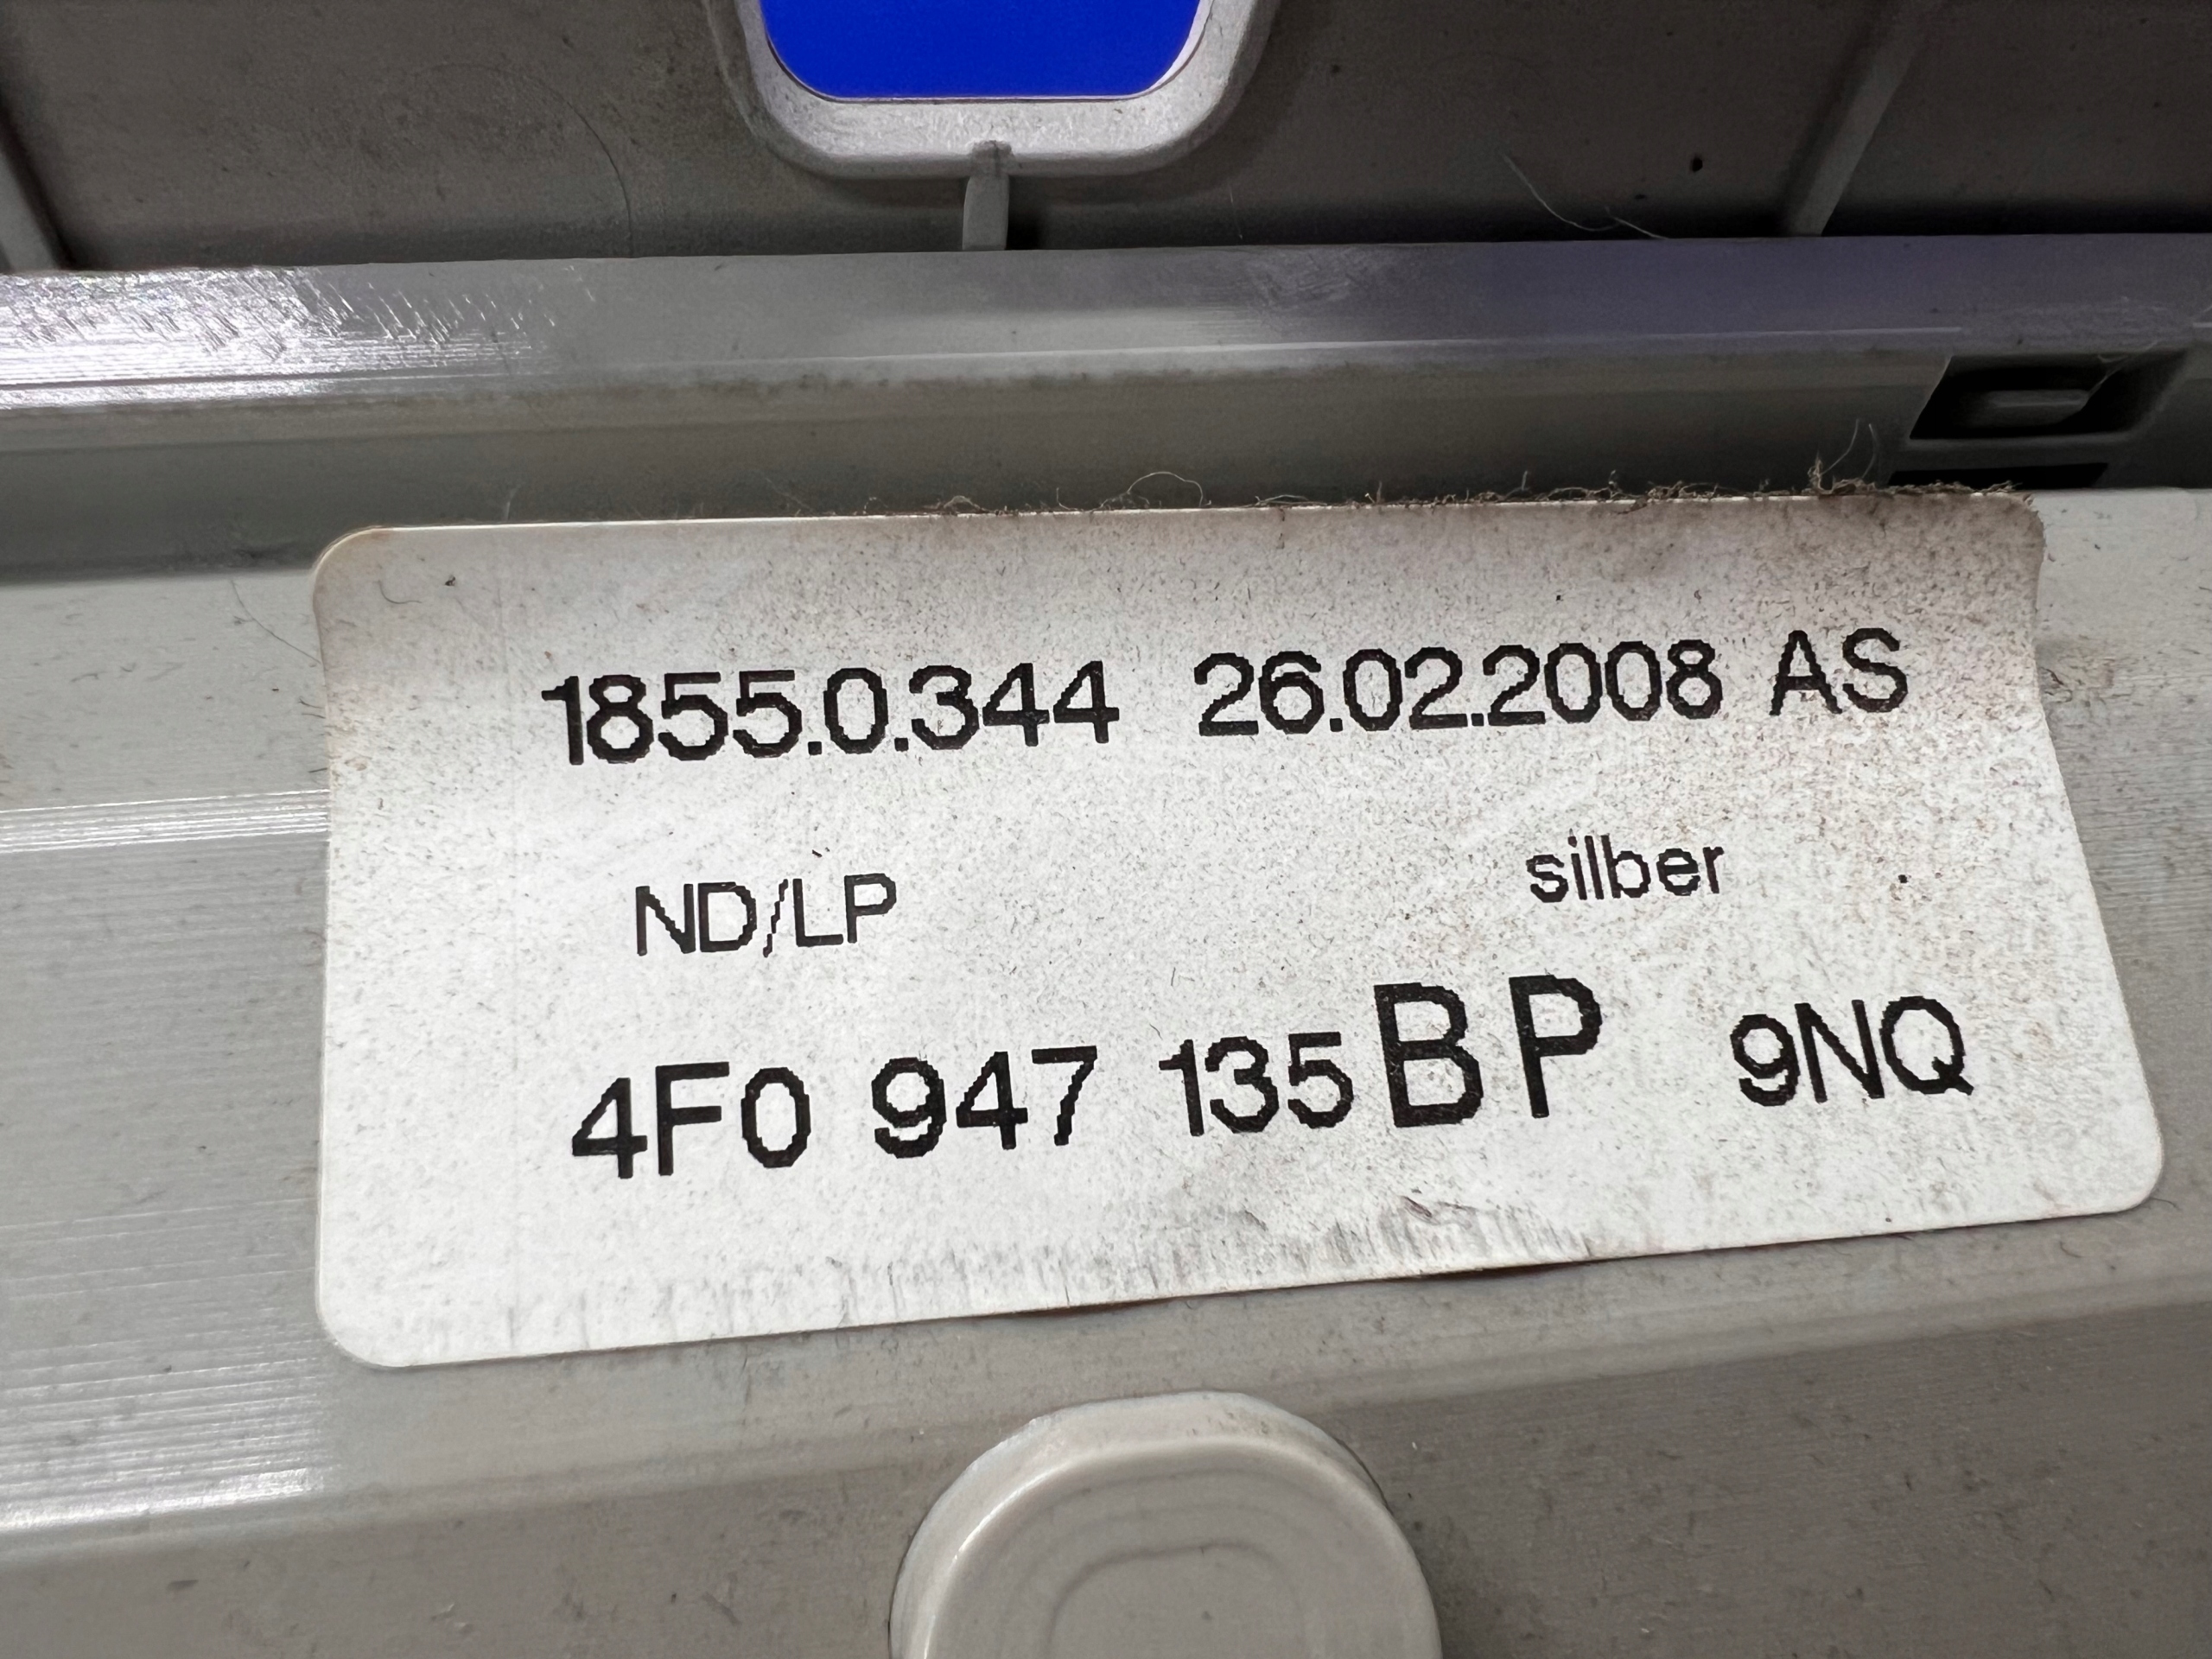 1855.0.344 26.02.2008 AS
ND/LP silber
4F0 947 135 BP 9NQ